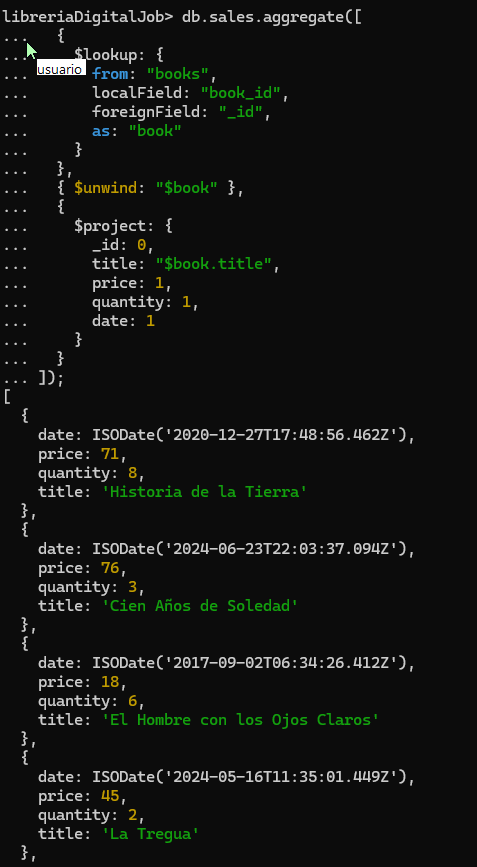 libreriaDigitalJob> db.sales.aggregate([
...   {
...     $lookup: {
usuario
...       from: "books",
...       localField: "book_id",
...       foreignField: "_id",
...       as: "book"
...     }
...   },
...   { $unwind: "$book" },
...   {
...     $project: {
...       _id: 0,
...       title: "$book.title",
...       price: 1,
...       quantity: 1,
...       date: 1
...     }
...   }
... ]);
[
  {
    date: ISODate('2020-12-27T17:48:56.462Z'),
    price: 71,
    quantity: 8,
    title: 'Historia de la Tierra'
  },
  {
    date: ISODate('2024-06-23T22:03:37.094Z'),
    price: 76,
    quantity: 3,
    title: 'Cien Años de Soledad'
  },
  {
    date: ISODate('2017-09-02T06:34:26.412Z'),
    price: 18,
    quantity: 6,
    title: 'El Hombre con los Ojos Claros'
  },
  {
    date: ISODate('2024-05-16T11:35:01.449Z'),
    price: 45,
    quantity: 2,
    title: 'La Tregua'
  },